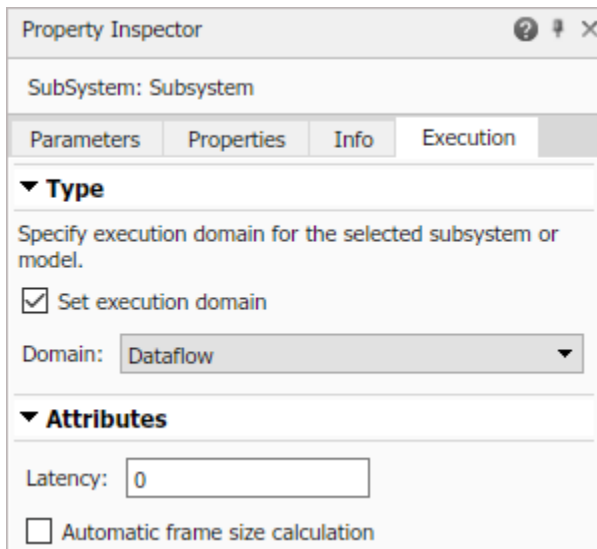 Property Inspector
SubSystem: Subsystem
Parameters Properties Info Execution
Type
Specify execution domain for the selected subsystem or
model.
Set execution domain
Domain: Dataflow
Attributes
Latency: 0
Automatic frame size calculation